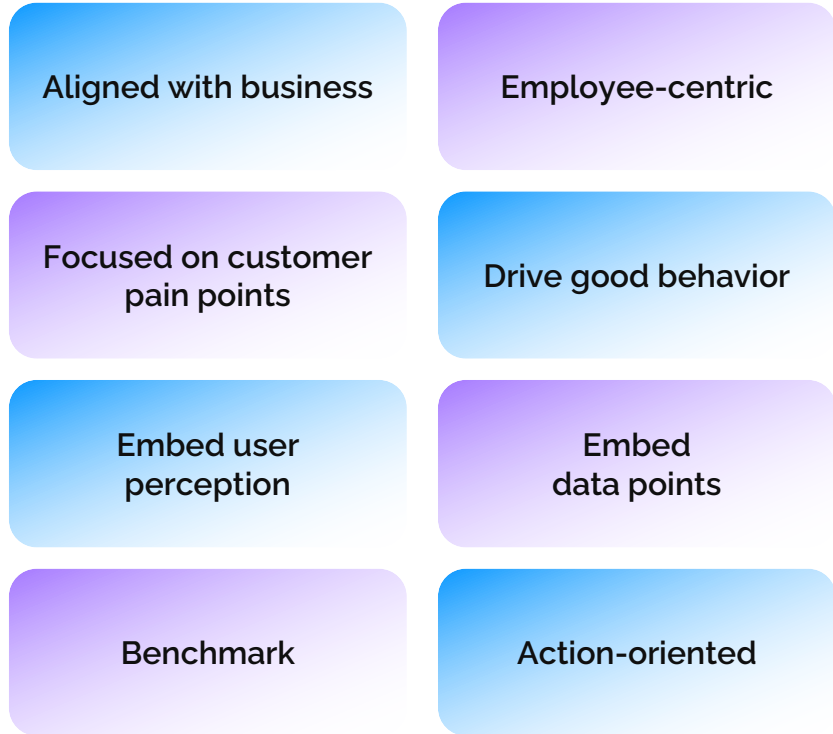 Aligned with business
Employee-centric
Focused on customer
pain points
Drive good behavior
Embed user
perception
Embed
data points
Benchmark
Action-oriented